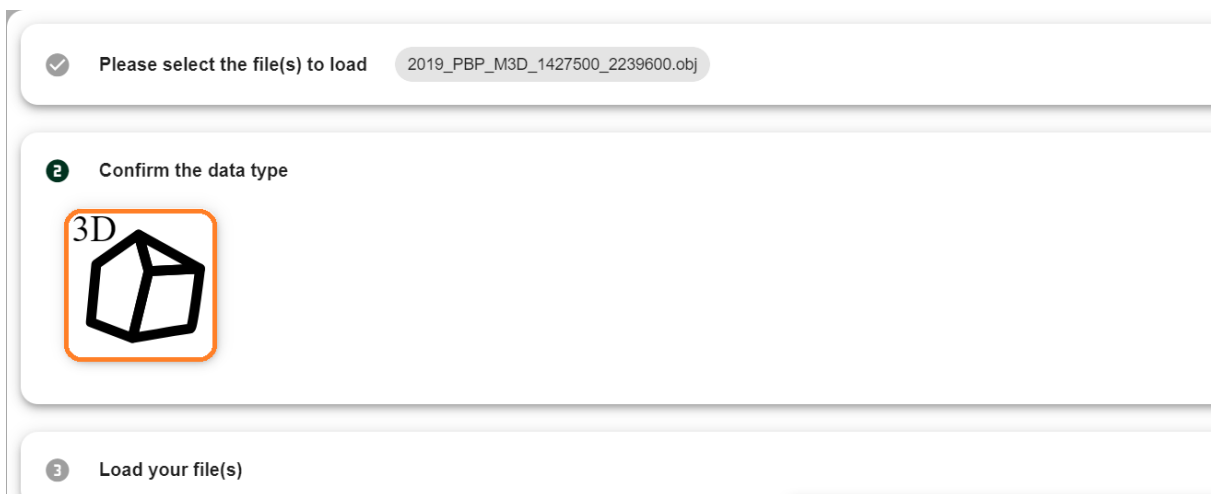 Please select the file(s) to load 2019_PBP_M3D_1427500_2239600.obj
2 Confirm the data type
3D
3 Load your file(s)